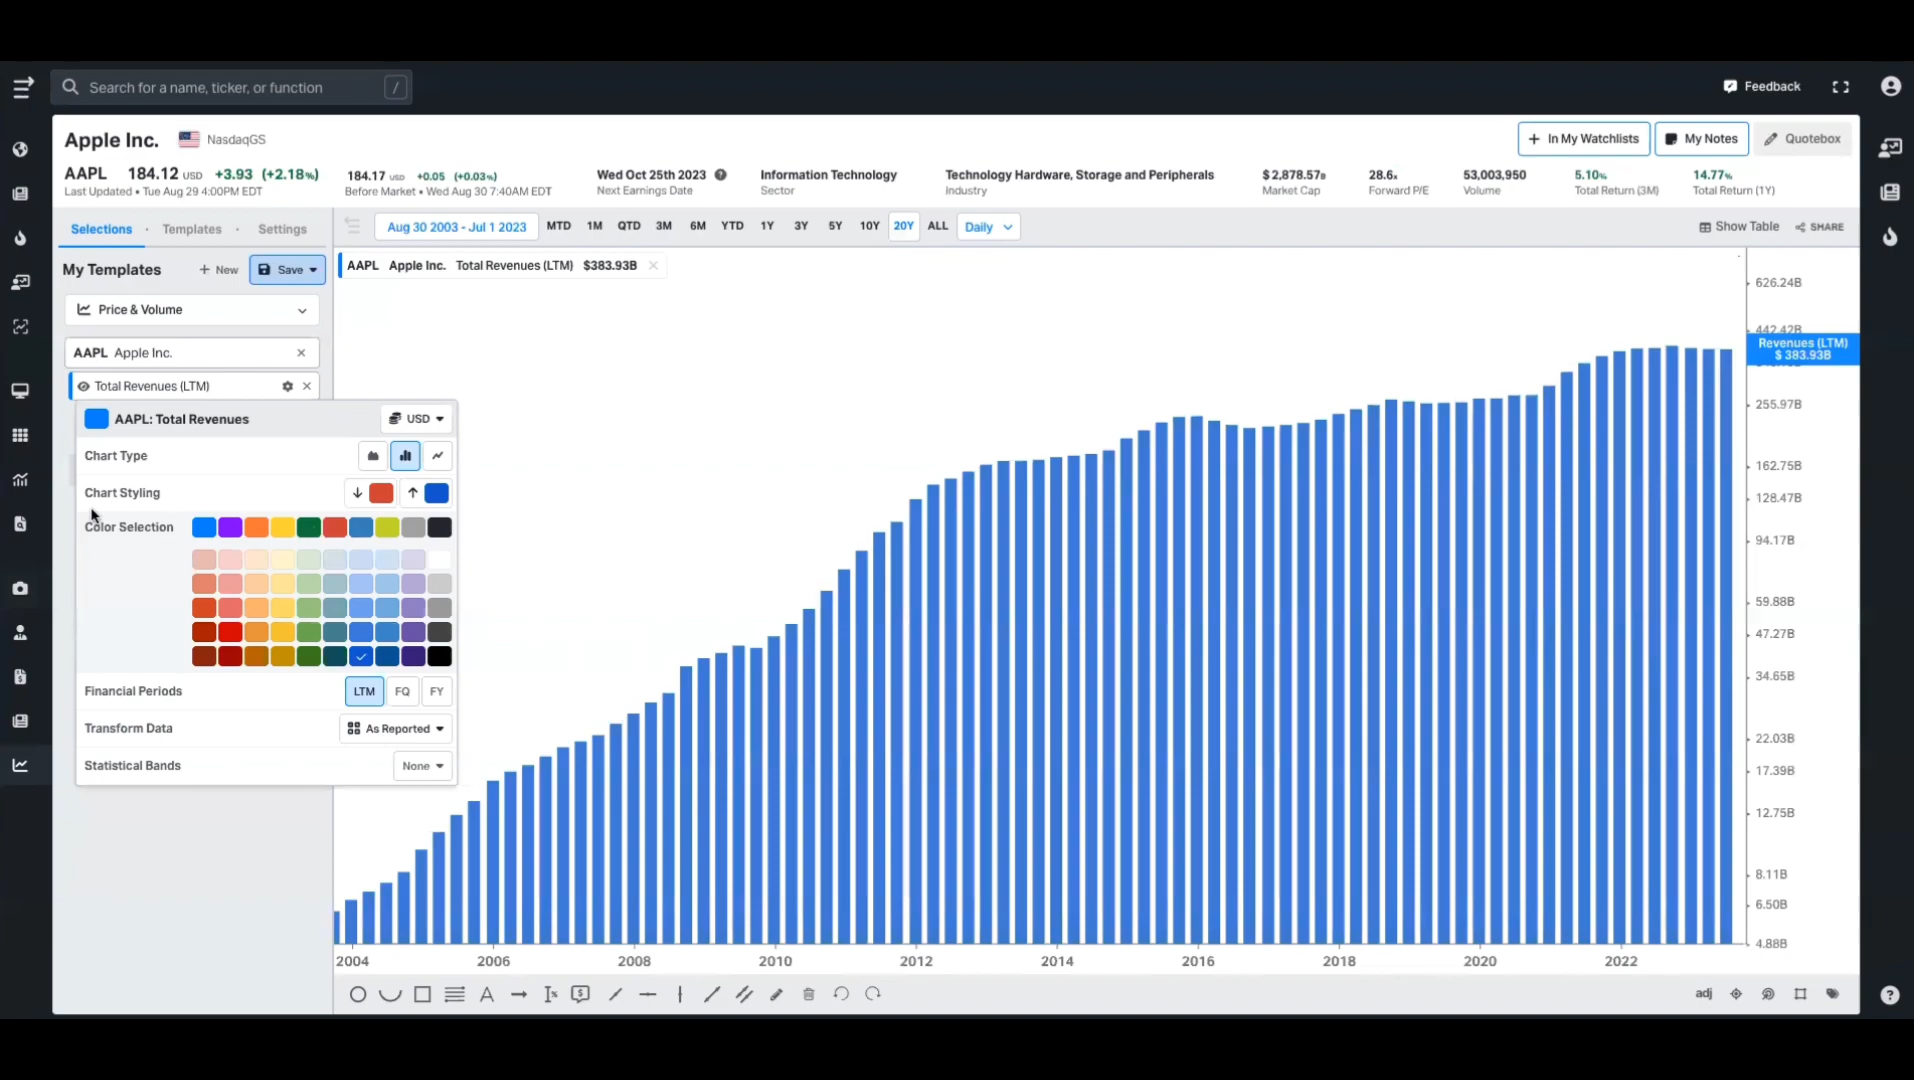 Search for a name, ticker, or function /
Feedback
Apple Inc. NasdaqGS
+ In My Watchlists My Notes Quotebox
AAPL 184.12 USD +3.93 (+2.18%)
Last Updated • Tue Aug 29 4:00PM EDT
184.17 USD +0.05 (+0.03%)
Before Market • Wed Aug 30 7:40AM EDT
Wed Oct 25th 2023 ?
Next Earnings Date
Information Technology
Sector
Technology Hardware, Storage and Peripherals
Industry
$2,878.57B
Market Cap
28.6x
Forward P/E
53,003,950
Volume
5.10%
Total Return (3M)
14.77%
Total Return (1Y)
Selections · Templates · Settings
Aug 30 2003 - Jul 1 2023 MTD 1M QTD 3M 6M YTD 1Y 3Y 5Y 10Y 20Y ALL Daily
Show Table SHARE
My Templates + New Save
Price & Volume
AAPL Apple Inc.
Total Revenues (LTM)
AAPL: Total Revenues USD
Chart Type
Chart Styling
Color Selection
Financial Periods LTM FQ FY
Transform Data As Reported
Statistical Bands None
AAPL Apple Inc. Total Revenues (LTM) $383.93B
626.24B
442.42B
Revenues (LTM)
$ 383.93B
255.97B
162.75B
128.47B
94.17B
59.88B
47.27B
34.65B
22.03B
17.39B
12.75B
8.11B
6.50B
4.88B
2004 2006 2008 2010 2012 2014 2016 2018 2020 2022
adj
?